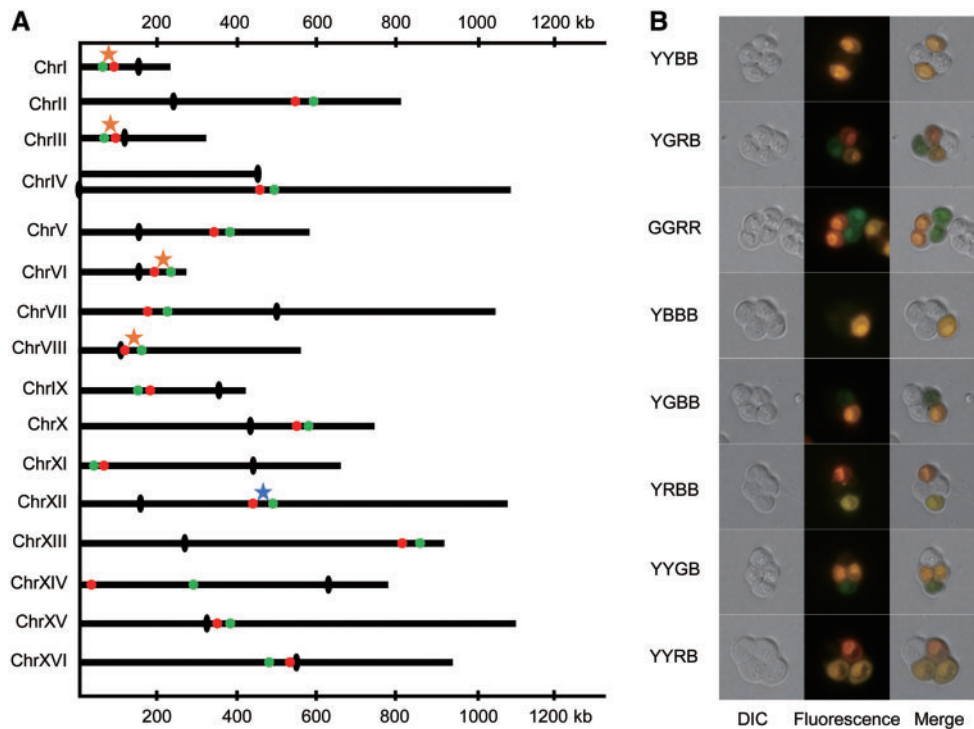 A
200 400 600 800 1000 1200 kb
ChrI
ChrII
ChrIII
ChrIV
ChrV
ChrVI
ChrVII
ChrVIII
ChrIX
ChrX
ChrXI
ChrXII
ChrXIII
ChrXIV
ChrXV
ChrXVI
200 400 600 800 1000 1200 kb
B
YYBB
YGRB
GGRR
YBBB
YGBB
YRBB
YYGB
YYRB
DIC Fluorescence Merge